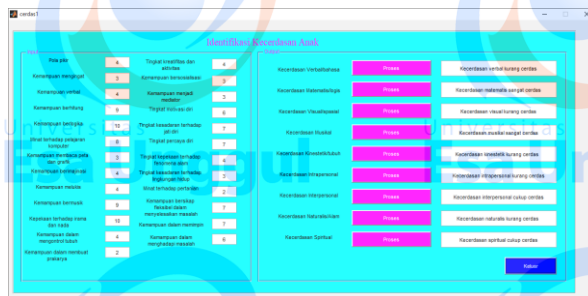 cerdas1
Identifikasi Kecerdasan Anak
Pola pikir 4
Kemampuan mengingat 3
Kemampuan verbal 4
Kemampuan berhitung
Kemampuan berlogika 10
Minat terhadap pelajaran
komputer
Kemampuan membaca peta
dan grafik 3
Kemampuan berimajinasi 4
Kemampuan melukis 4
Kemampuan bermusik
Kepekaan terhadap irama
dan nada 10
Kemampuan dalam
mengontrol tubuh 4
Kemampuan dalam membuat
prakarya 2
Tingkat kreatifitas dan
aktivitas 4
Kemampuan bersosialisasi 3
Kemampuan menjadi
mediator 3
Tingkat motivasi diri 6
Tingkat kesadaran terhadap
jati diri 7
Tingkat percaya diri 7
Tingkat kepekaan terhadap
fenomena alam 4
Tingkat kesadaran terhadap
lingkungan hidup 3
Minat terhadap pertanian 2
Kemampuan bersikap
fleksibel dalam
menyelesaikan masalah 7
Kemampuan dalam memimpin 7
Kemampuan dalam
menghadapi masalah 6
Kecerdasan Verbal/bahasa Proses Kecerdasan verbal kurang cerdas
Kecerdasan Matematis/logis Proses Kecerdasan matematis sangat cerdas
Kecerdasan Visual/spasial Proses Kecerdasan visual kurang cerdas
Kecerdasan Musikal Proses Kecerdasan musikal sangat cerdas
Kecerdasan Kinestetik/tubuh Proses Kecerdasan kinestetik kurang cerdas
Kecerdasan Intrapersonal Proses Kecerdasan intrapersonal kurang cerdas
Kecerdasan Interpersonal Proses Kecerdasan interpersonal cukup cerdas
Kecerdasan Naturalis/Alam Proses Kecerdasan naturalis kurang cerdas
Kecerdasan Spiritual Proses Kecerdasan spiritual cukup cerdas
Keluar
Universitas